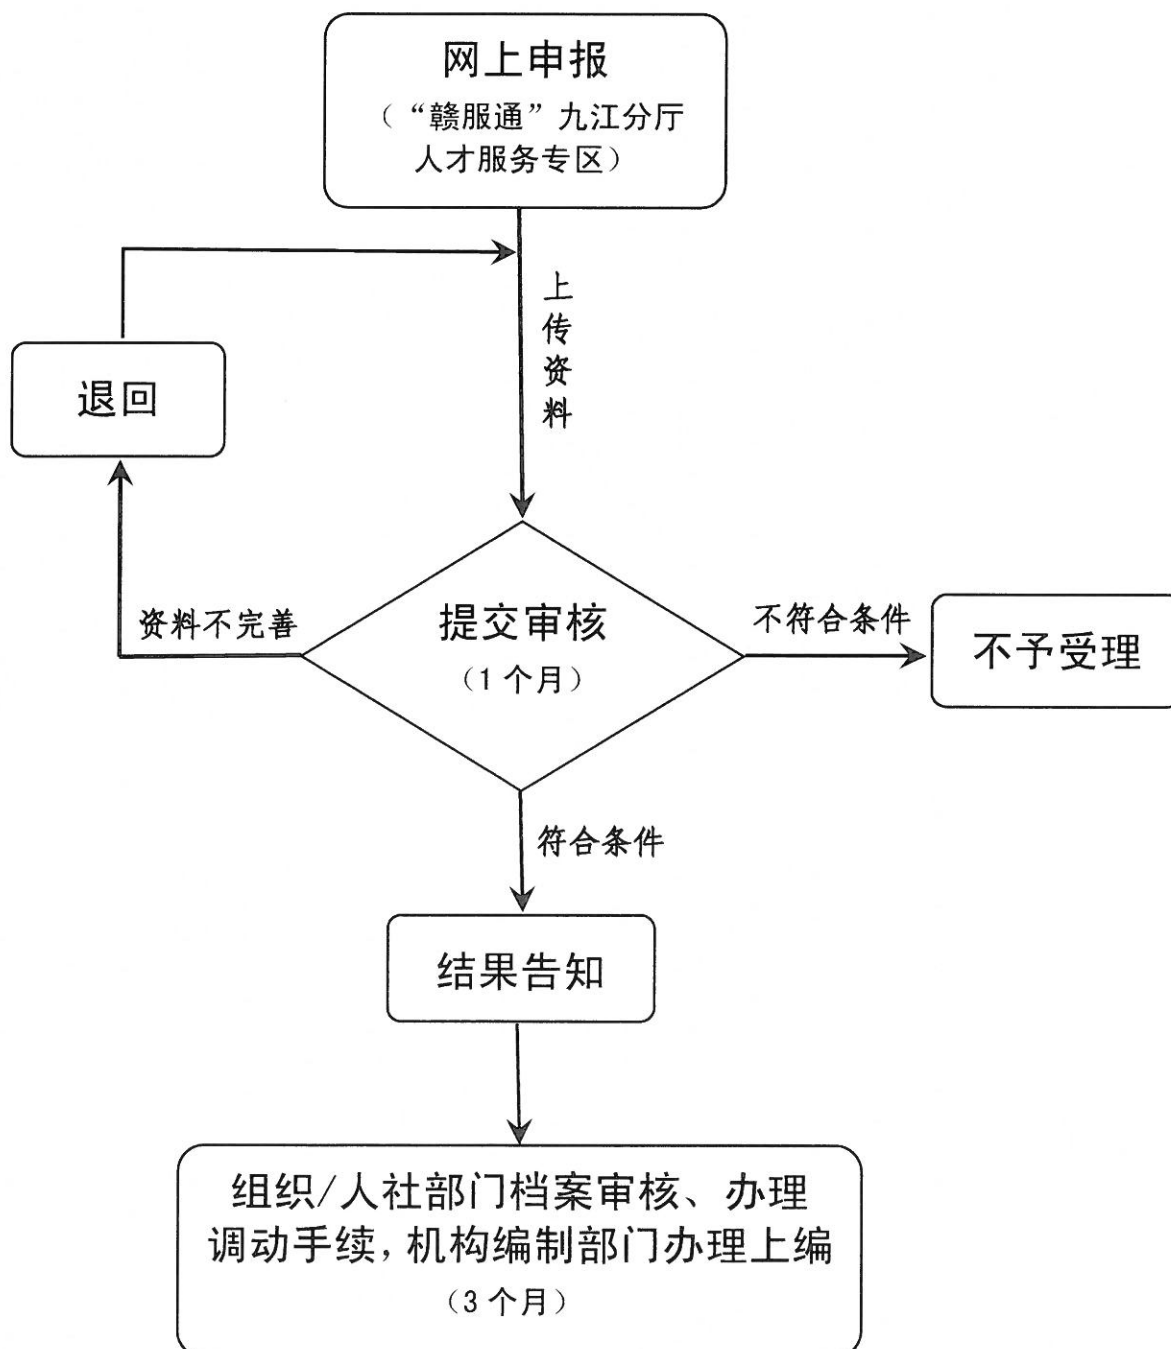 网上申报
（“赣服通”九江分厅
人才服务专区）
上
传
资
料
退回
资料不完善
提交审核
（1个月）
不符合条件
不予受理
符合条件
结果告知
组织/人社部门档案审核、办理
调动手续,机构编制部门办理上编
（3个月）